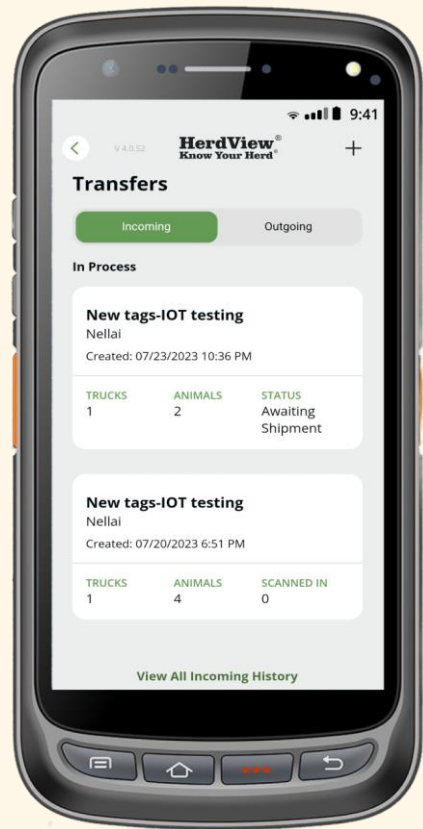 9:41
V 4.0.52
HerdView®
Know Your Herd®
Transfers
Incoming
Outgoing
In Process
New tags-IOT testing
Nellai
Created: 07/23/2023 10:36 PM
TRUCKS ANIMALS STATUS
1 2 Awaiting
Shipment
New tags-IOT testing
Nellai
Created: 07/20/2023 6:51 PM
TRUCKS ANIMALS SCANNED IN
1 4 0
View All Incoming History